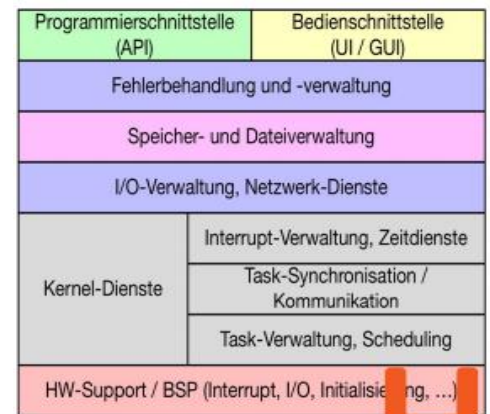 Programmierschnittstelle
(API)
Bedienschnittstelle
(UI / GUI)
Fehlerbehandlung und -verwaltung
Speicher- und Dateiverwaltung
I/O-Verwaltung, Netzwerk-Dienste
Kernel-Dienste
Interrupt-Verwaltung, Zeitdienste
Task-Synchronisation /
Kommunikation
Task-Verwaltung, Scheduling
HW-Support / BSP (Interrupt, I/O, …)